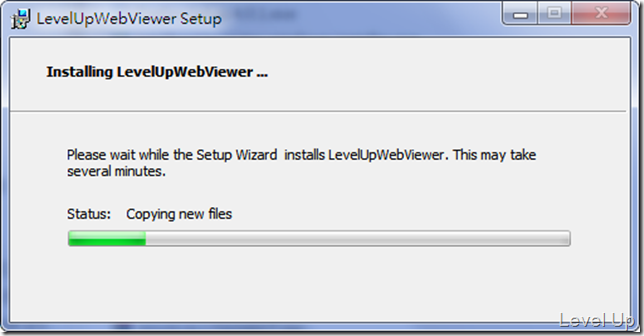 LevelUpWebViewer Setup
Installing LevelUpWebViewer ...
Please wait while the Setup Wizard installs LevelUpWebViewer. This may take
several minutes.
Status: Copying new files
Level Up